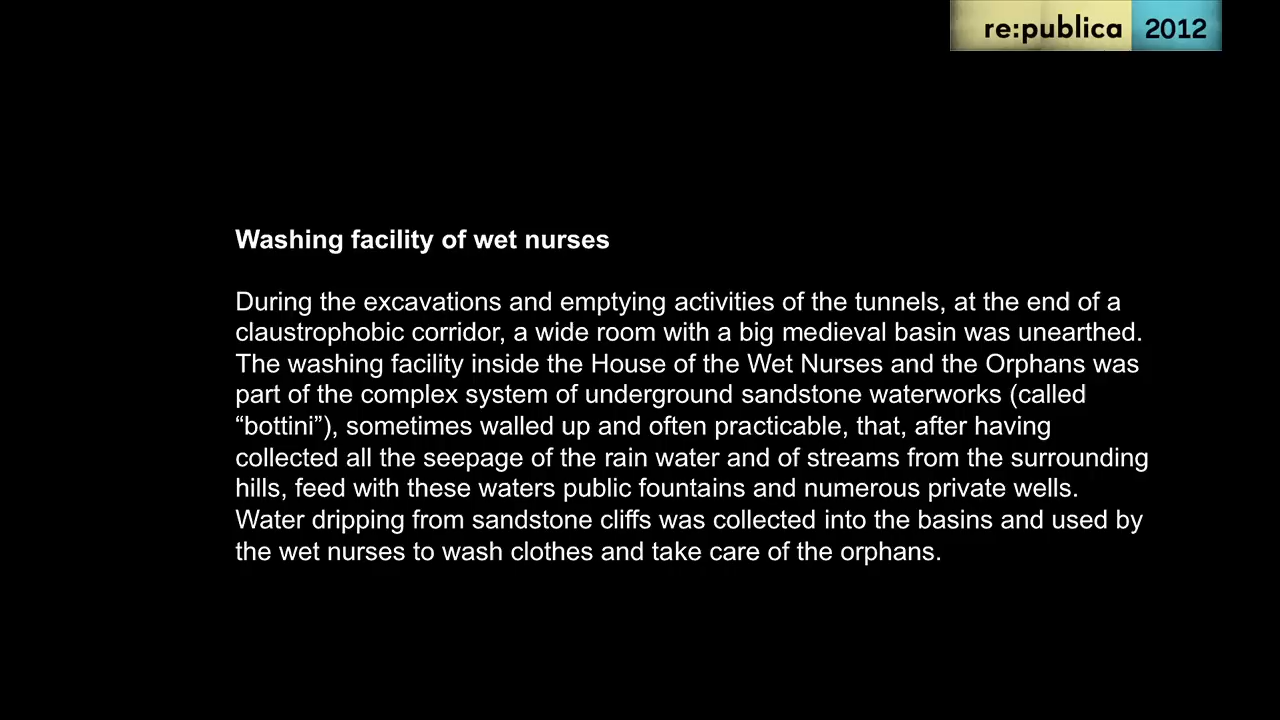 re:publica 2012
Washing facility of wet nurses
During the excavations and emptying activities of the tunnels, at the end of a
claustrophobic corridor, a wide room with a big medieval basin was unearthed.
The washing facility inside the House of the Wet Nurses and the Orphans was
part of the complex system of underground sandstone waterworks (called
“bottini”), sometimes walled up and often practicable, that, after having
collected all the seepage of the rain water and of streams from the surrounding
hills, feed with these waters public fountains and numerous private wells.
Water dripping from sandstone cliffs was collected into the basins and used by
the wet nurses to wash clothes and take care of the orphans.